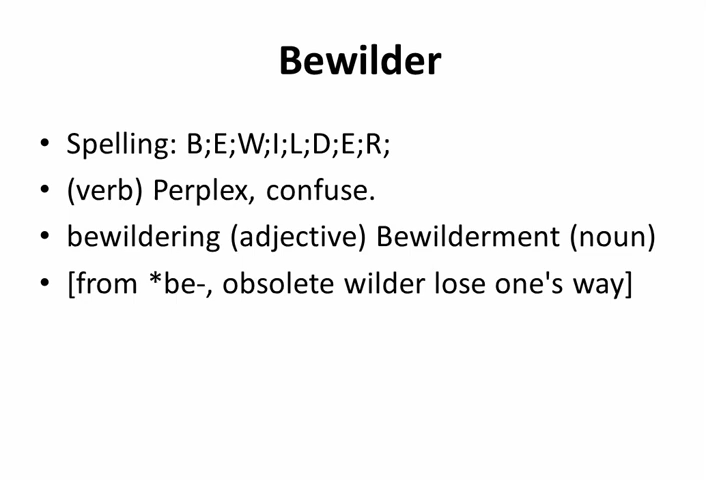 Bewilder
• Spelling: B;E;W;I;L;D;E;R;
• (verb) Perplex, confuse.
• bewildering (adjective) Bewilderment (noun)
• [from *be-, obsolete wilder lose one's way]